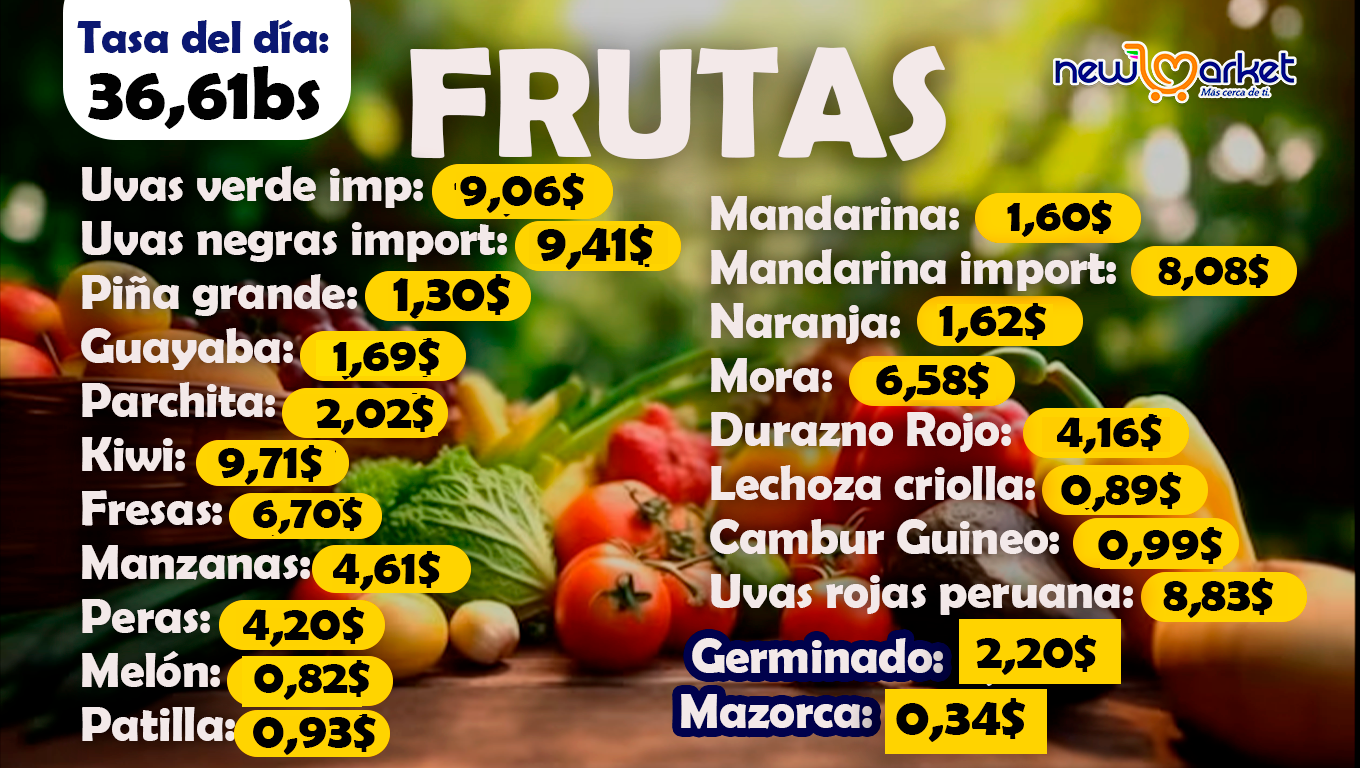 Tasa del día:
36,61bs
FRUTAS
new market
Más cerca de ti.
Uvas verde imp: 9,06$
Uvas negras import: 9,41$
Piña grande: 1,30$
Guayaba: 1,69$
Parchita: 2,02$
Kiwi: 9,71$
Fresas: 6,70$
Manzanas: 4,61$
Peras: 4,20$
Melón: 0,82$
Patilla: 0,93$
Mandarina: 1,60$
Mandarina import: 8,08$
Naranja: 1,62$
Mora: 6,58$
Durazno Rojo: 4,16$
Lechoza criolla: 0,89$
Cambur Guineo: 0,99$
Uvas rojas peruana: 8,83$
Germinado: 2,20$
Mazorca: 0,34$